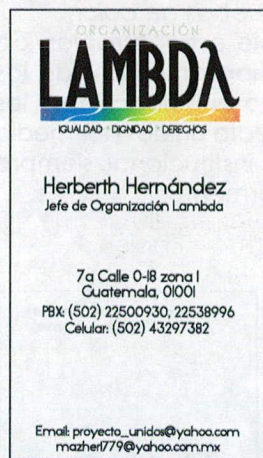 ORGANIZACIÓN
LAMBDA
IGUALDAD · DIGNIDAD · DERECHOS
Herberth Hernández
Jefe de Organización Lambda
7a Calle 0-18 zona 1
Guatemala, 01001
PBX: (502) 22500930, 22538996
Celular: (502) 43297382
Email: proyecto_unidos@yahoo.com
mazher1779@yahoo.com.mx